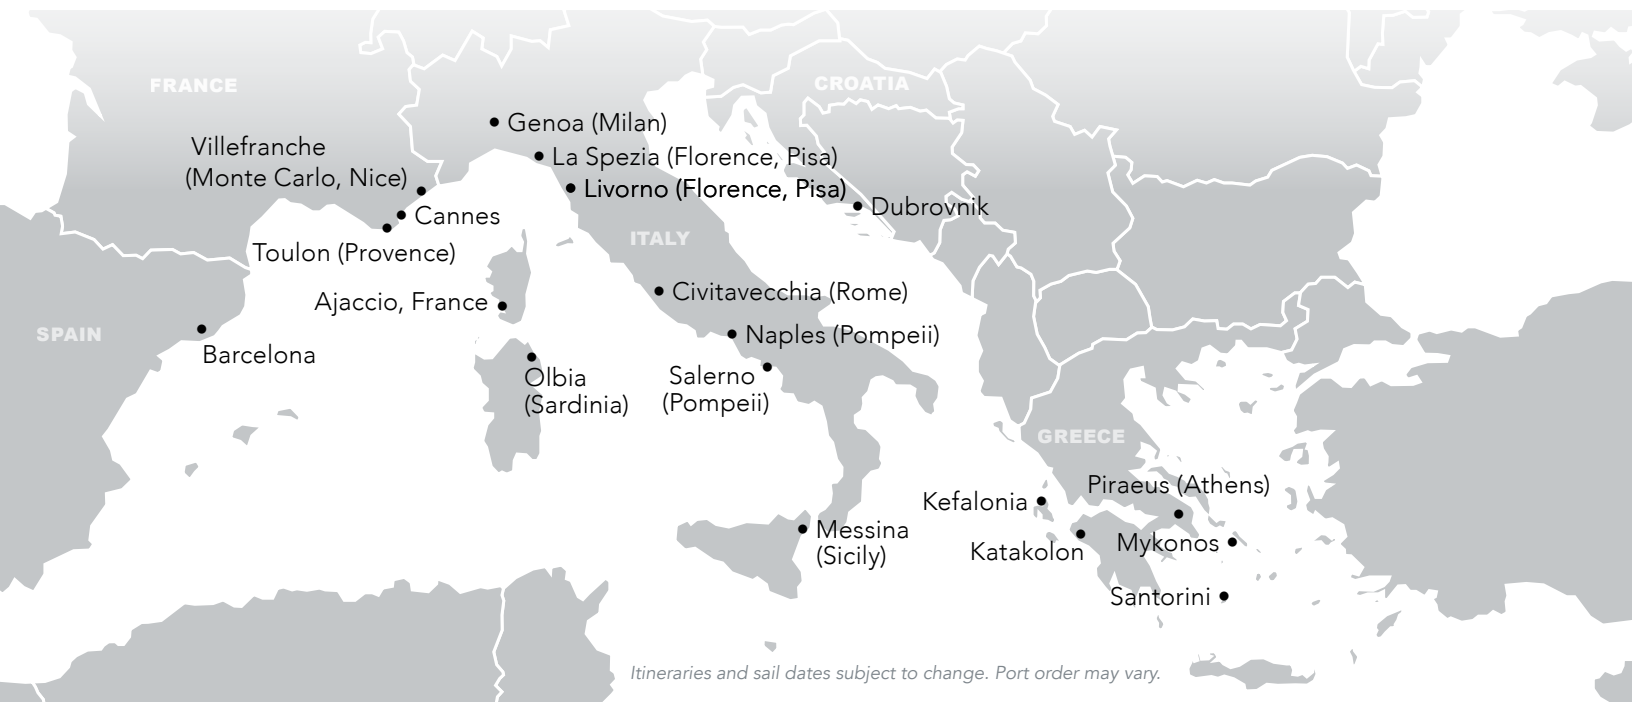 FRANCE
CROATIA
Genoa (Milan)
Villefranche
(Monte Carlo, Nice)
La Spezia (Florence, Pisa)
Livorno (Florence, Pisa)
Dubrovnik
Cannes
Toulon (Provence)
ITALY
Ajaccio, France
Civitavecchia (Rome)
SPAIN
Barcelona
Naples (Pompeii)
Olbia
(Sardinia)
Salerno
(Pompeii)
GREECE
Piraeus (Athens)
Kefalonia
Messina
(Sicily)
Katakolon
Mykonos
Santorini
Itineraries and sail dates subject to change. Port order may vary.